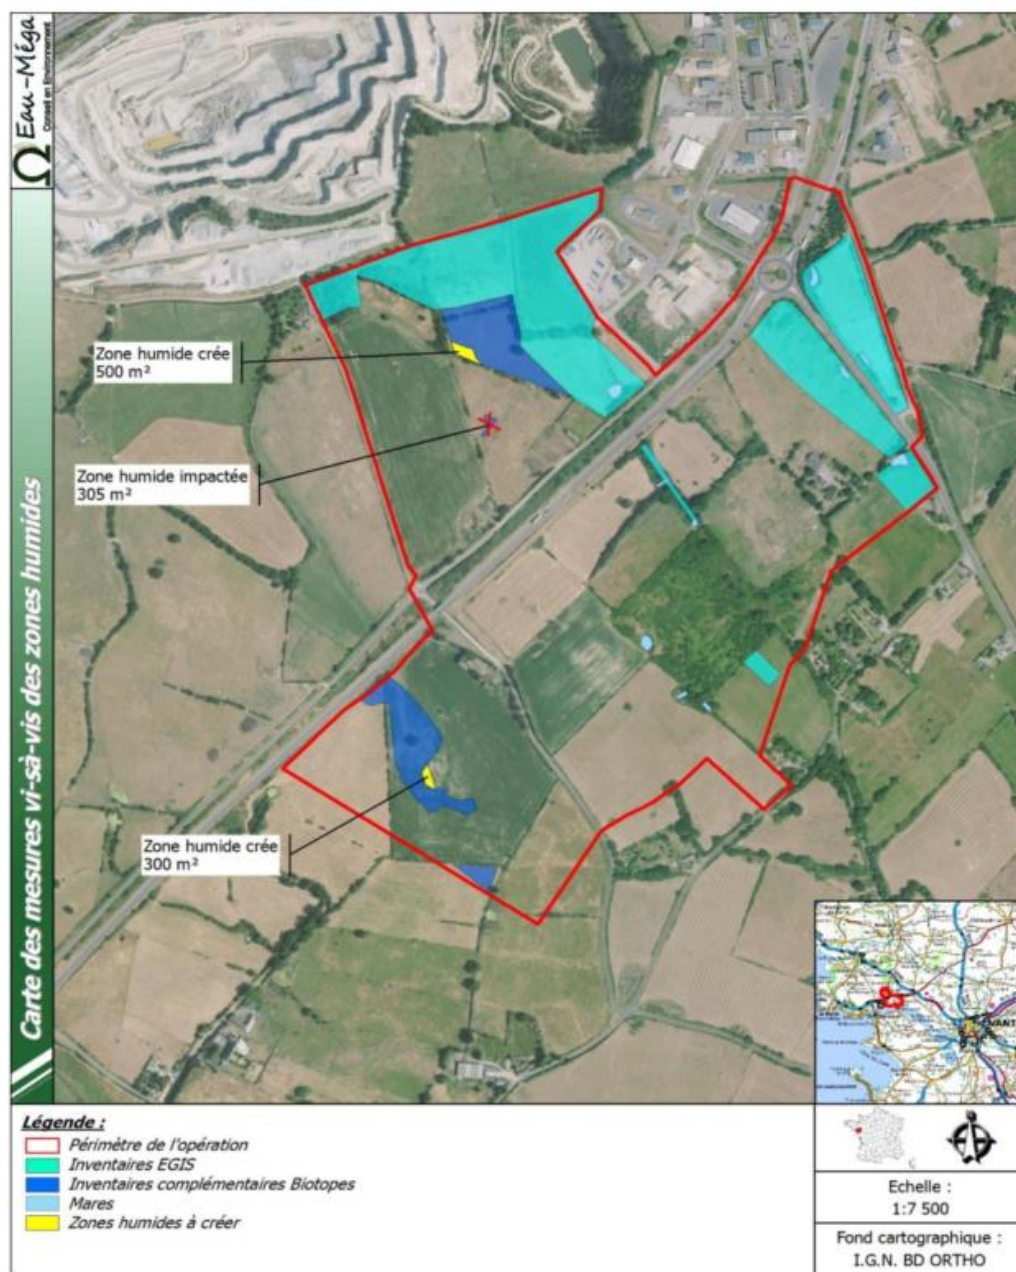 Eau-Méga
Conseil en Environnement
Carte des mesures vi-sà-vis des zones humides
Zone humide crée
500 m²
Zone humide impactée
305 m²
Zone humide crée
300 m²
Légende :
Périmètre de l'opération
Inventaires EGIS
Inventaires complémentaires Biotopes
Mares
Zones humides à créer
Echelle :
1:7 500
Fond cartographique :
I.G.N. BD ORTHO